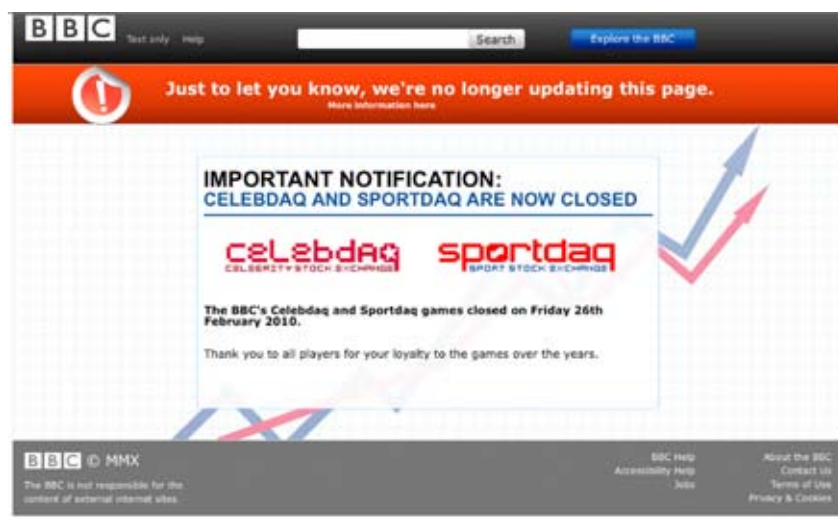 BBC
Text only Help
Search
Explore the BBC
Just to let you know, we're no longer updating this page.
More information here
IMPORTANT NOTIFICATION:
CELEBDAQ AND SPORTDAQ ARE NOW CLOSED
celebdaq sportdaq
CELEBRITY STOCK EXCHANGE SPORT STOCK EXCHANGE
The BBC's Celebdaq and Sportdaq games closed on Friday 26th
February 2010.
Thank you to all players for your loyalty to the games over the years.
BBC © MMX
The BBC is not responsible for the
content of external internet sites.
BBC Help About the BBC
Accessibility Help Contact Us
Jobs Terms of Use
Privacy & Cookies